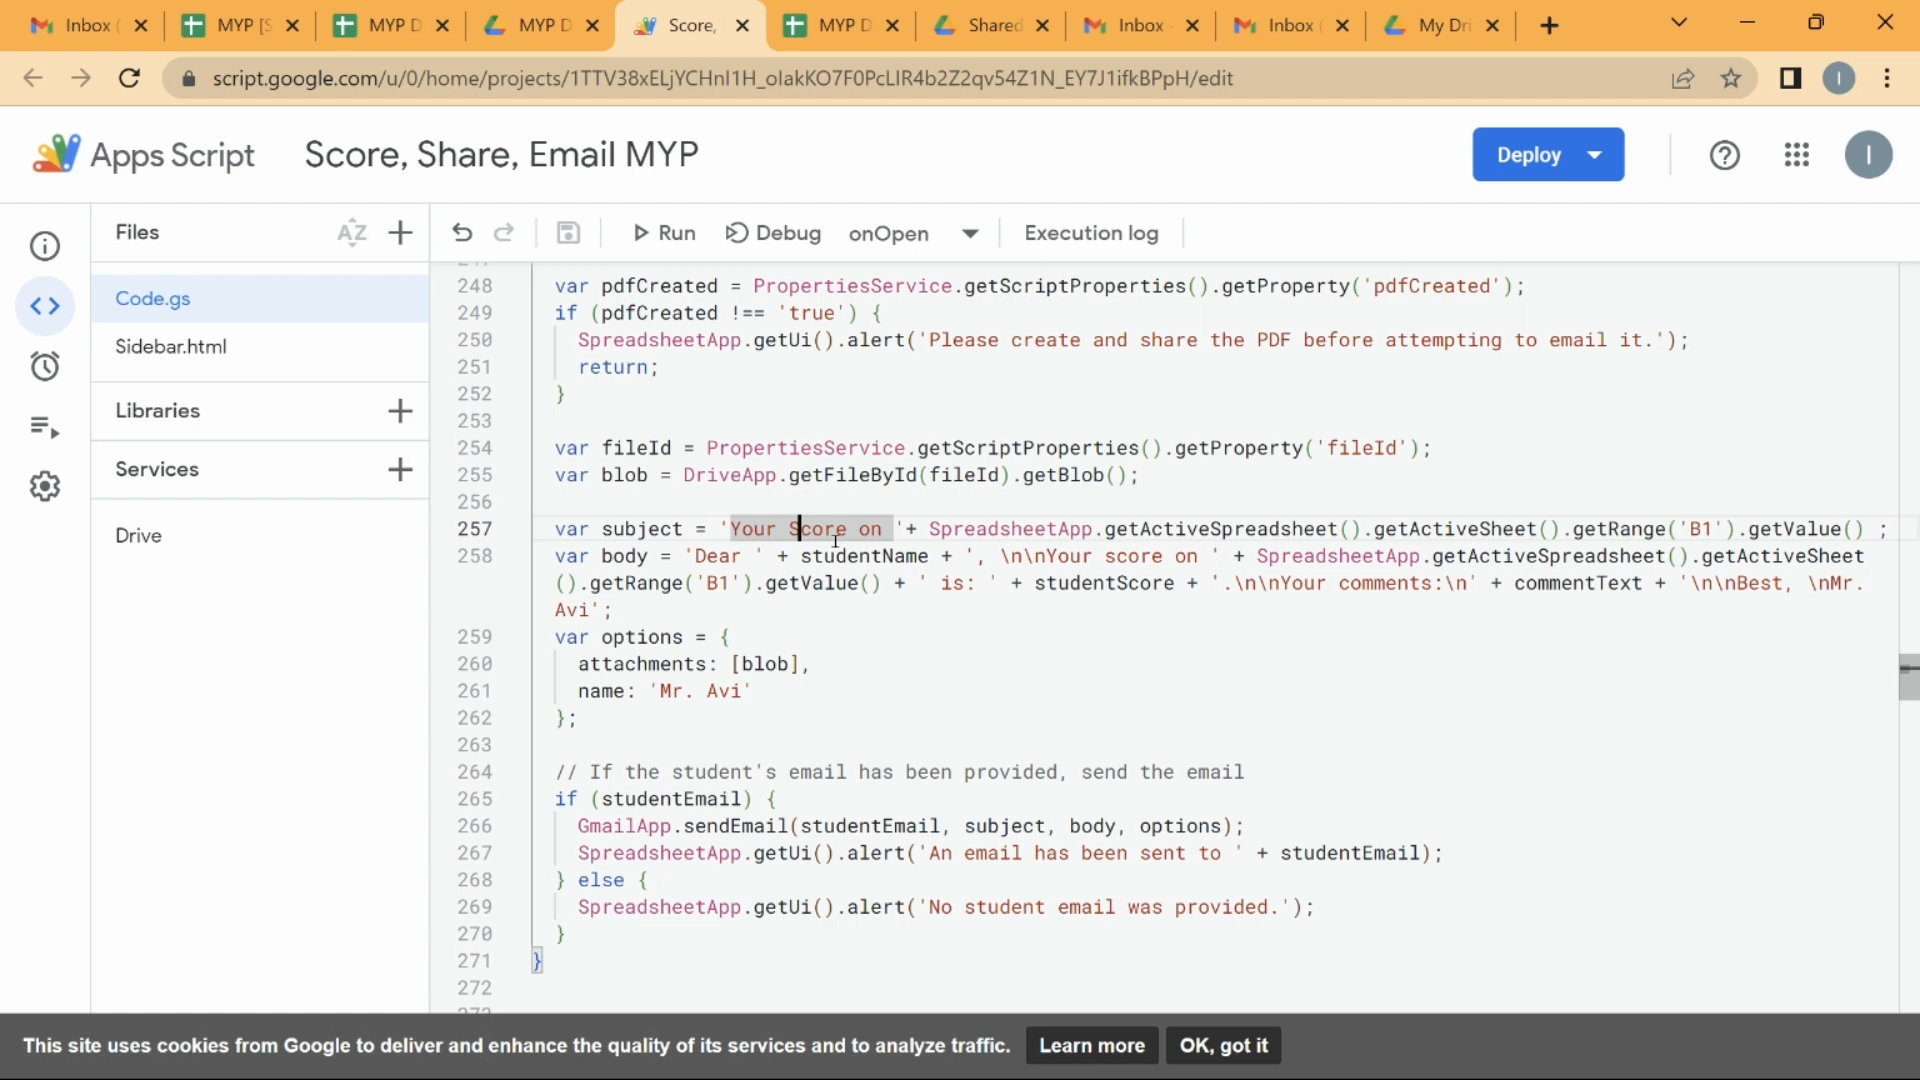 Inbox (
MYP [S
MYP D
MYP D
Score,
MYP D
Shared
Inbox -
Inbox (
My Dri
script.google.com/u/0/home/projects/1TTV38xELjYCHnI1H_olakKO7F0PcLIR4b2Z2qv54Z1N_EY7J1ifkBPpH/edit
I
Apps Script
Score, Share, Email MYP
Deploy
I
Files
AZ
Run
Debug
onOpen
Execution log
Code.gs
Sidebar.html
Libraries
Services
Drive
248 var pdfCreated = PropertiesService.getScriptProperties().getProperty('pdfCreated');
249 if (pdfCreated !== 'true') {
250 SpreadsheetApp.getUi().alert('Please create and share the PDF before attempting to email it.');
251 return;
252 }
253
254 var fileId = PropertiesService.getScriptProperties().getProperty('fileId');
255 var blob = DriveApp.getFileById(fileId).getBlob();
256
257 var subject = 'Your Score on '+ SpreadsheetApp.getActiveSpreadsheet().getActiveSheet().getRange('B1').getValue() ;
258 var body = 'Dear ' + studentName + ', \n\nYour score on ' + SpreadsheetApp.getActiveSpreadsheet().getActiveSheet
().getRange('B1').getValue() + ' is: ' + studentScore + '.\n\nYour comments:\n' + commentText + '\n\nBest, \nMr.
Avi';
259 var options = {
260 attachments: [blob],
261 name: 'Mr. Avi'
262 };
263
264 // If the student's email has been provided, send the email
265 if (studentEmail) {
266 GmailApp.sendEmail(studentEmail, subject, body, options);
267 SpreadsheetApp.getUi().alert('An email has been sent to ' + studentEmail);
268 } else {
269 SpreadsheetApp.getUi().alert('No student email was provided.');
270 }
271 }
272
This site uses cookies from Google to deliver and enhance the quality of its services and to analyze traffic.
Learn more
OK, got it